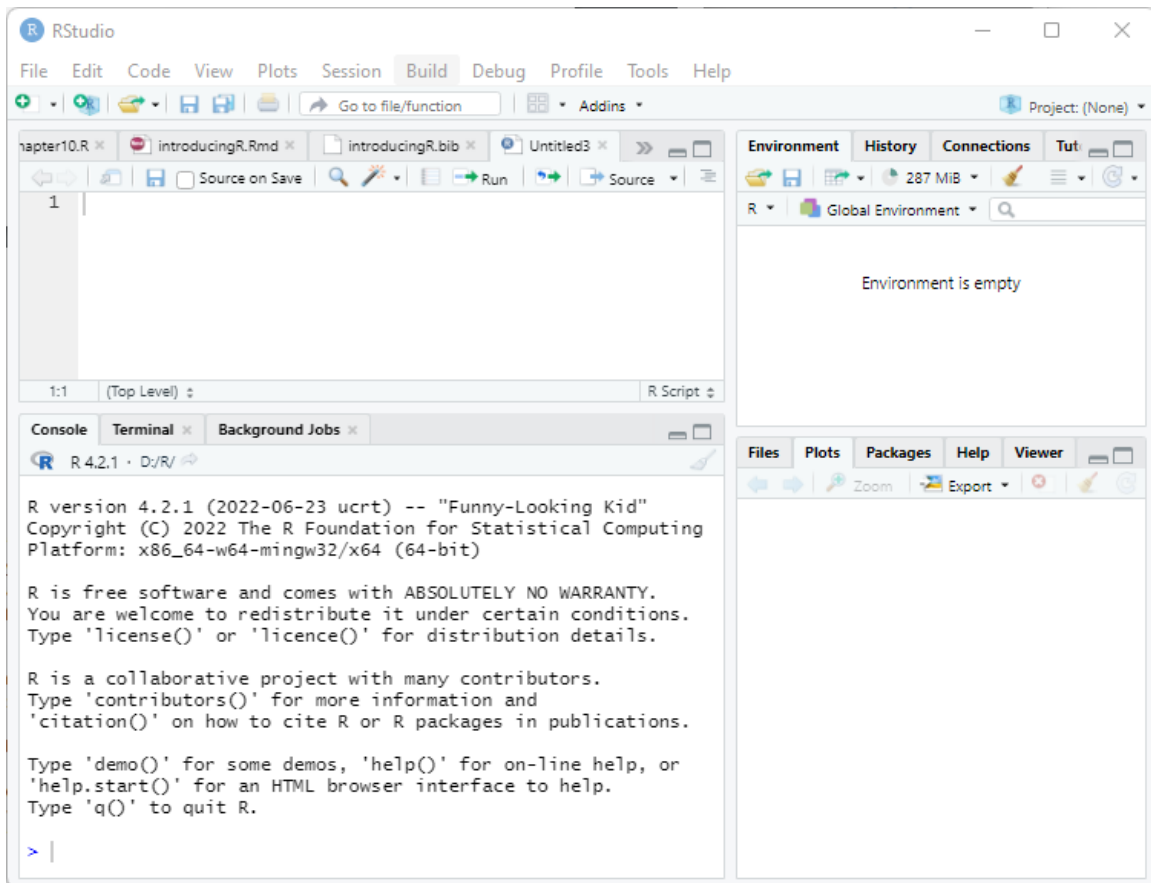 R RStudio
File Edit Code View Plots Session Build Debug Profile Tools Help
Go to file/function Addins Project: (None)
hapter10.R introducingR.Rmd introducingR.bib Untitled3
Source on Save Run Source
1
1:1 (Top Level) R Script
Console Terminal Background Jobs
R R 4.2.1 · D:/R/
R version 4.2.1 (2022-06-23 ucrt) -- "Funny-Looking Kid"
Copyright (C) 2022 The R Foundation for Statistical Computing
Platform: x86_64-w64-mingw32/x64 (64-bit)
R is free software and comes with ABSOLUTELY NO WARRANTY.
You are welcome to redistribute it under certain conditions.
Type 'license()' or 'licence()' for distribution details.
R is a collaborative project with many contributors.
Type 'contributors()' for more information and
'citation()' on how to cite R or R packages in publications.
Type 'demo()' for some demos, 'help()' for on-line help, or
'help.start()' for an HTML browser interface to help.
Type 'q()' to quit R.
>
Environment History Connections Tut
287 MiB
R Global Environment
Environment is empty
Files Plots Packages Help Viewer
Zoom Export